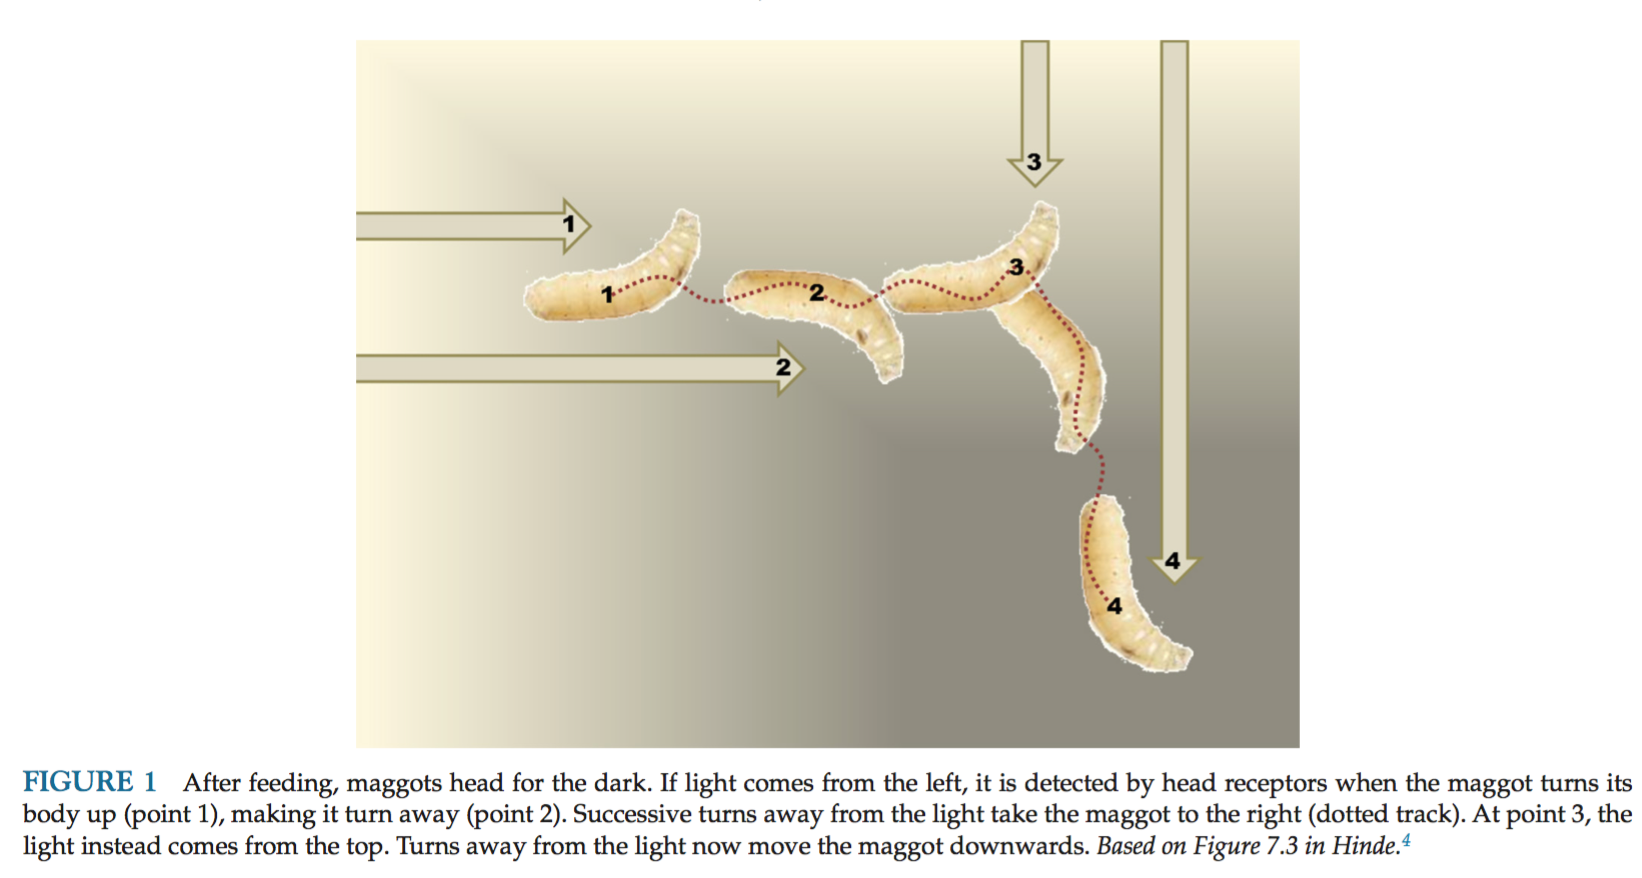 1
3
1
2
3
2
4
4
FIGURE 1 After feeding, maggots head for the dark. If light comes from the left, it is detected by head receptors when the maggot turns its
body up (point 1), making it turn away (point 2). Successive turns away from the light take the maggot to the right (dotted track). At point 3, the
light instead comes from the top. Turns away from the light now move the maggot downwards. Based on Figure 7.3 in Hinde.4